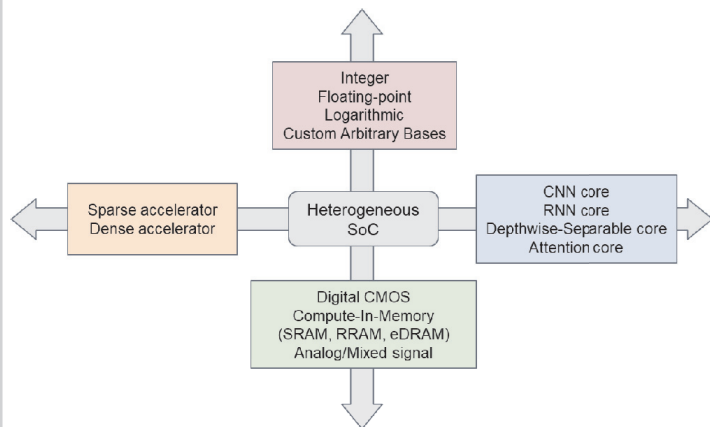 Integer
Floating-point
Logarithmic
Custom Arbitrary Bases
Sparse accelerator
Dense accelerator
Heterogeneous
SoC
CNN core
RNN core
Depthwise-Separable core
Attention core
Digital CMOS
Compute-In-Memory
(SRAM, RRAM, eDRAM)
Analog/Mixed signal